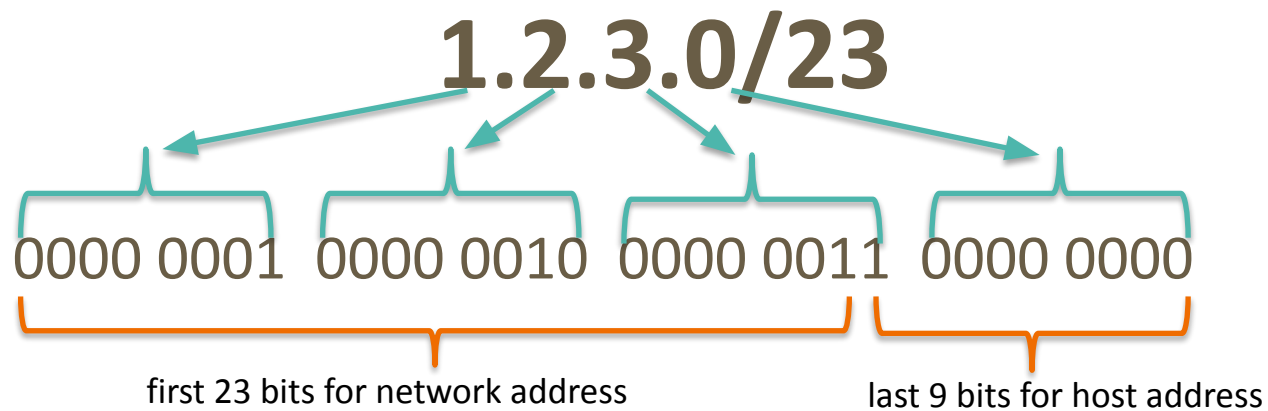 1.2.3.0/23
0000 0001 0000 0010 0000 0011 0000 0000
first 23 bits for network address
last 9 bits for host address